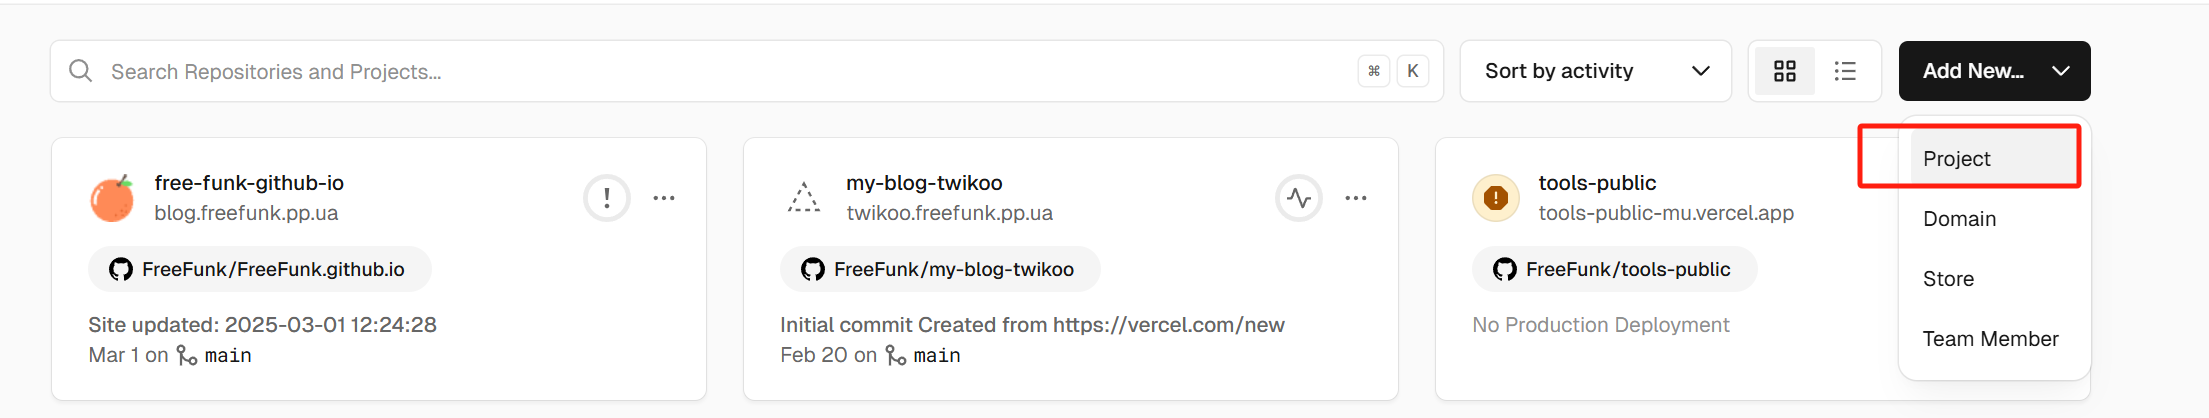 Search Repositories and Projects...
⌘ K
Sort by activity
Add New...
free-funk-github-io
blog.freefunk.pp.ua
FreeFunk/FreeFunk.github.io
Site updated: 2025-03-01 12:24:28
Mar 1 on main
my-blog-twikoo
twikoo.freefunk.pp.ua
FreeFunk/my-blog-twikoo
Initial commit Created from https://vercel.com/new
Feb 20 on main
tools-public
tools-public-mu.vercel.app
FreeFunk/tools-public
No Production Deployment
Project
Domain
Store
Team Member